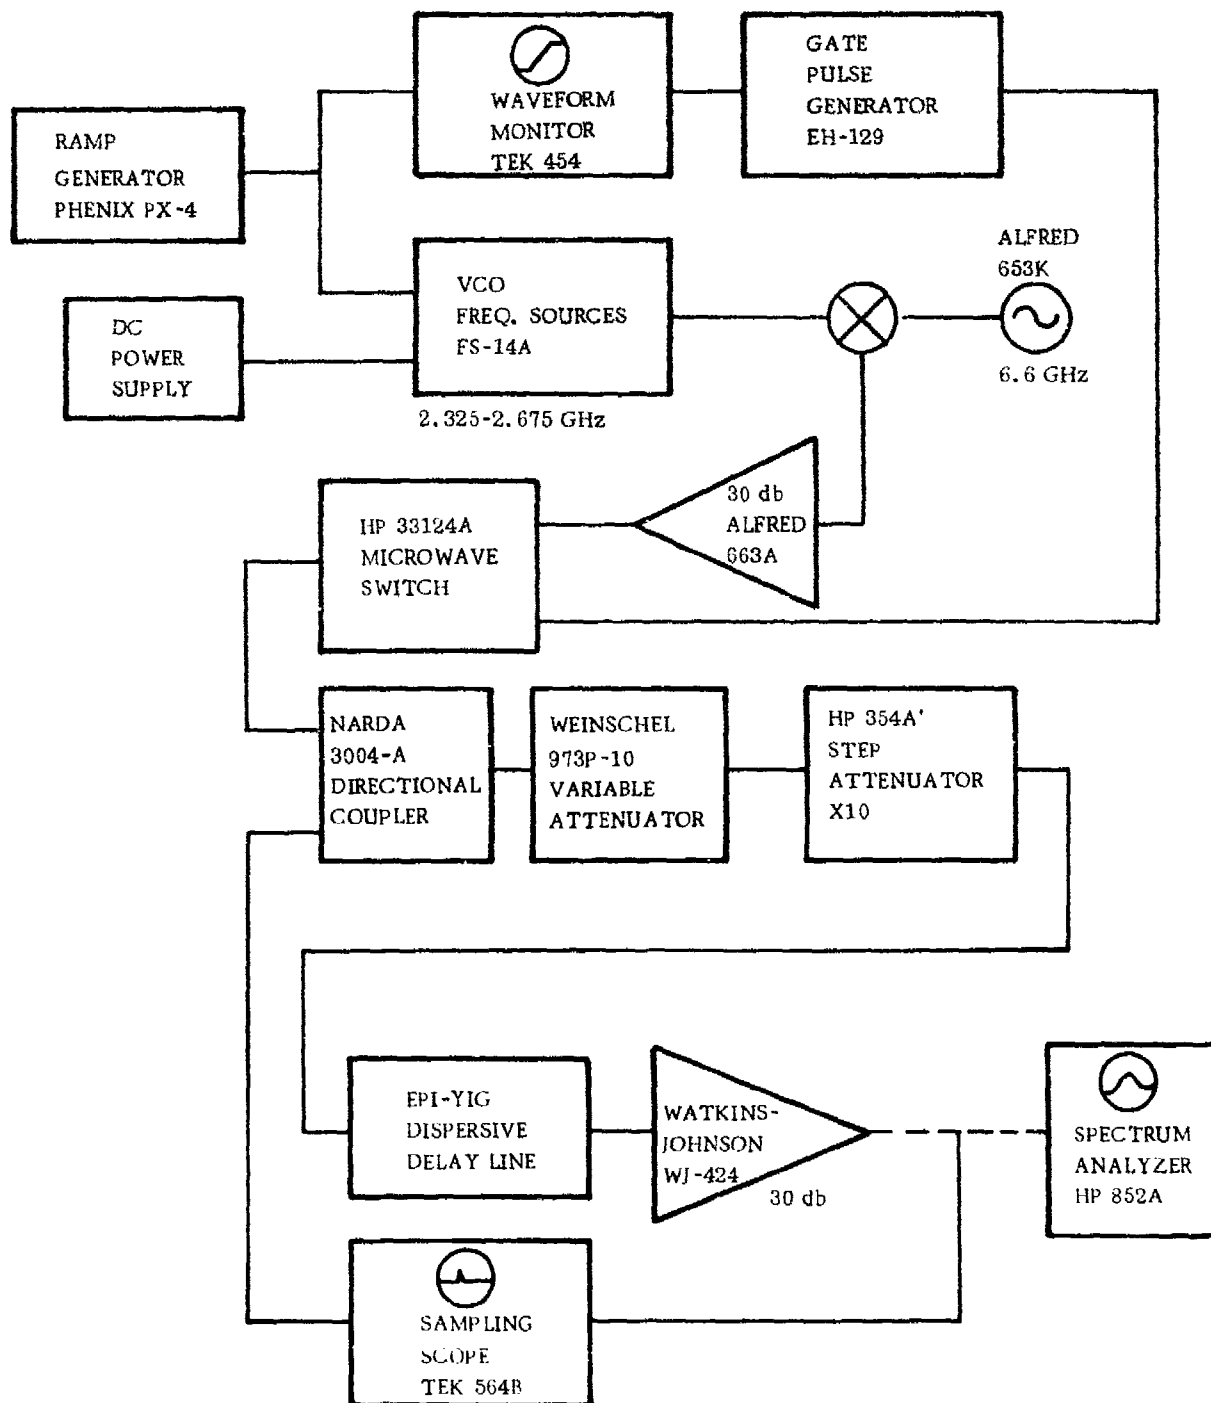 RAMP
GENERATOR
PHENIX PX-4
WAVEFORM
MONITOR
TEK 454
GATE
PULSE
GENERATOR
EH-129
DC
POWER
SUPPLY
VCO
FREQ. SOURCES
FS-14A
2.325-2.675 GHz
ALFRED
653K
6.6 GHz
30 db
ALFRED
663A
HP 33124A
MICROWAVE
SWITCH
NARDA
3004-A
DIRECTIONAL
COUPLER
WEINSCHEL
973P-10
VARIABLE
ATTENUATOR
HP 354A'
STEP
ATTENUATOR
X10
EPI-YIG
DISPERSIVE
DELAY LINE
WATKINS-
JOHNSON
WJ-424
30 db
SPECTRUM
ANALYZER
HP 852A
SAMPLING
SCOPE
TEK 564B